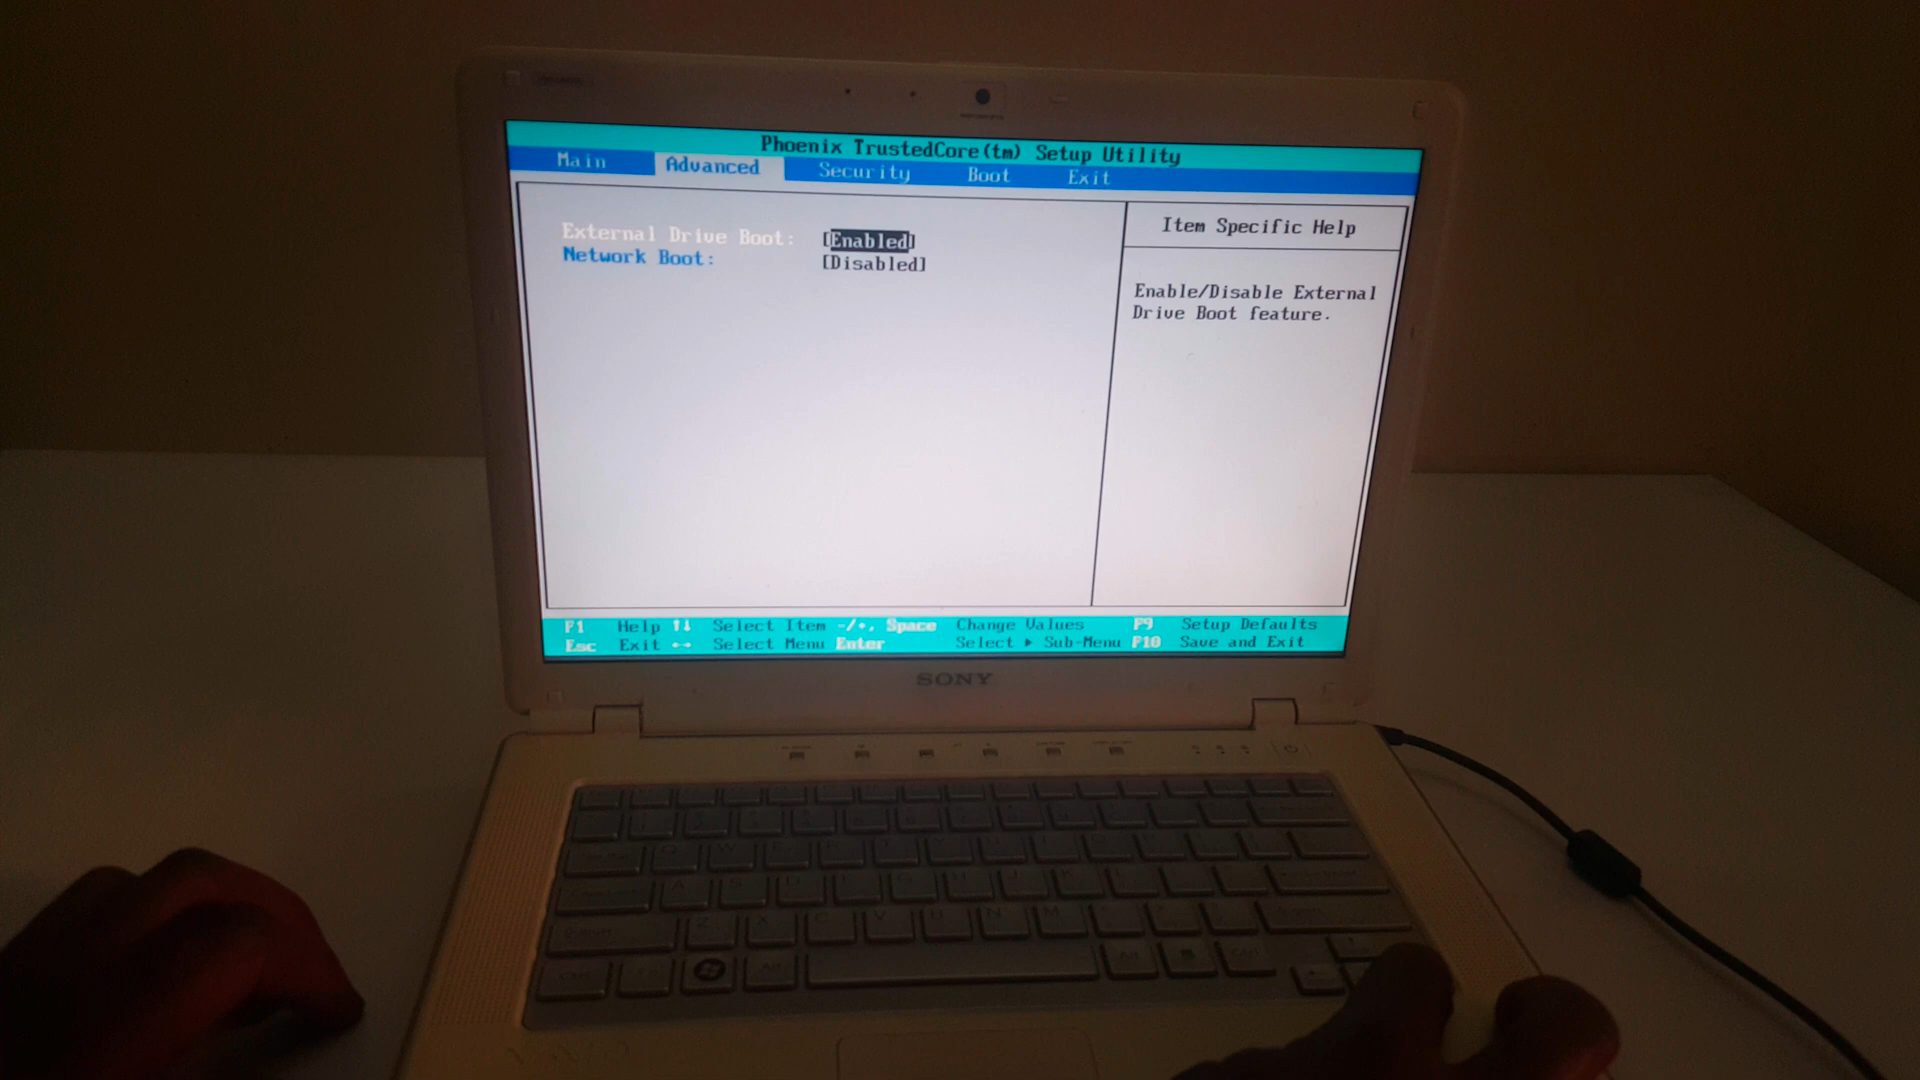 Phoenix TrustedCore(tm) Setup Utility
Main Advanced Security Boot Exit
External Drive Boot: [Enabled]
Network Boot: [Disabled]
Item Specific Help
Enable/Disable External
Drive Boot feature.
F1 Help ↑↓ Select Item -/+, Space Change Values F9 Setup Defaults
Esc Exit ↔ Select Menu Enter Select ▶ Sub-Menu F10 Save and Exit
SONY